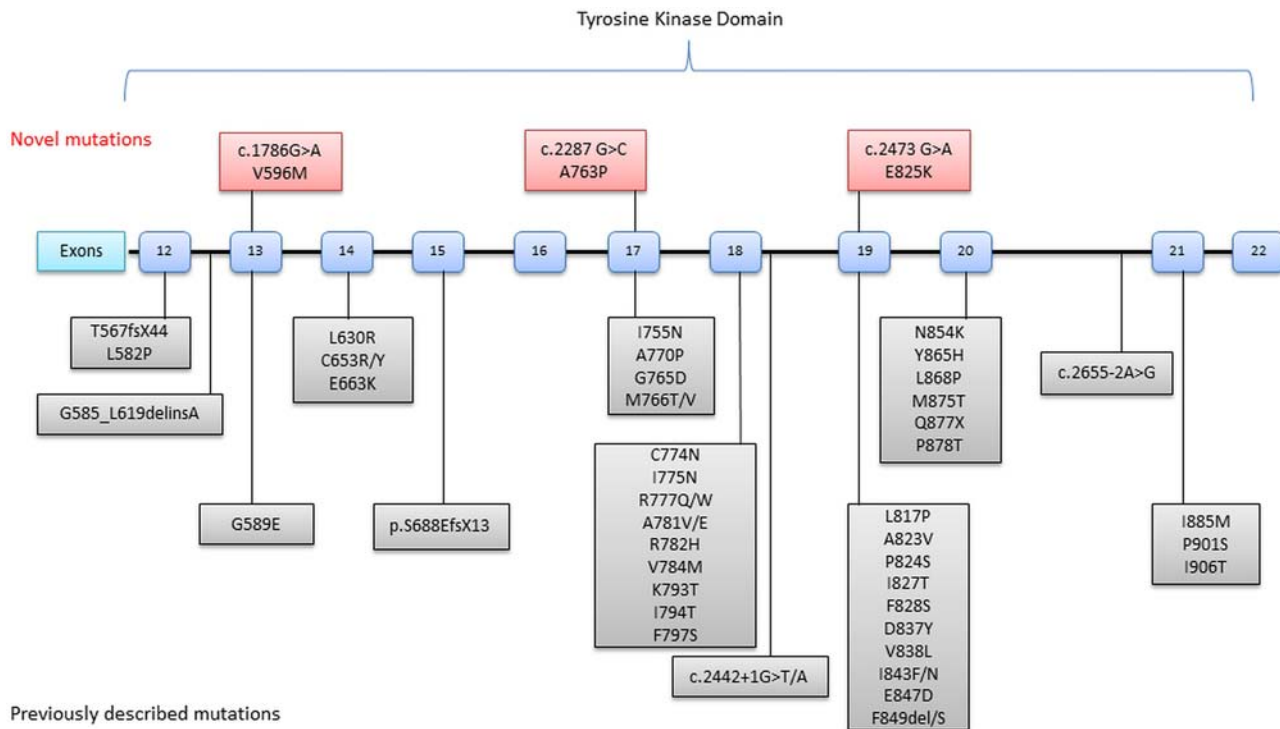 Tyrosine Kinase Domain
Novel mutations
c.1786G>A
V596M
c.2287 G>C
A763P
c.2473 G>A
E825K
Exons
12
13
14
15
16
17
18
19
20
21
22
T567fsX44
L582P
G585_L619delinsA
G589E
L630R
C653R/Y
E663K
p.S688EfsX13
I755N
A770P
G765D
M766T/V
C774N
I775N
R777Q/W
A781V/E
R782H
V784M
K793T
I794T
F797S
c.2442+1G>T/A
L817P
A823V
P824S
I827T
F828S
D837Y
V838L
I843F/N
E847D
F849del/S
N854K
Y865H
L868P
M875T
Q877X
P878T
c.2655-2A>G
I885M
P901S
I906T
Previously described mutations